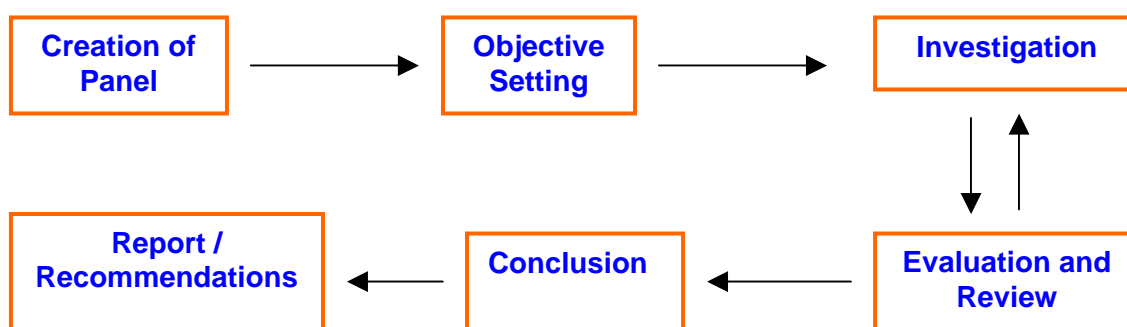 Creation of
Panel
Objective
Setting
Investigation
Evaluation and
Review
Conclusion
Report /
Recommendations